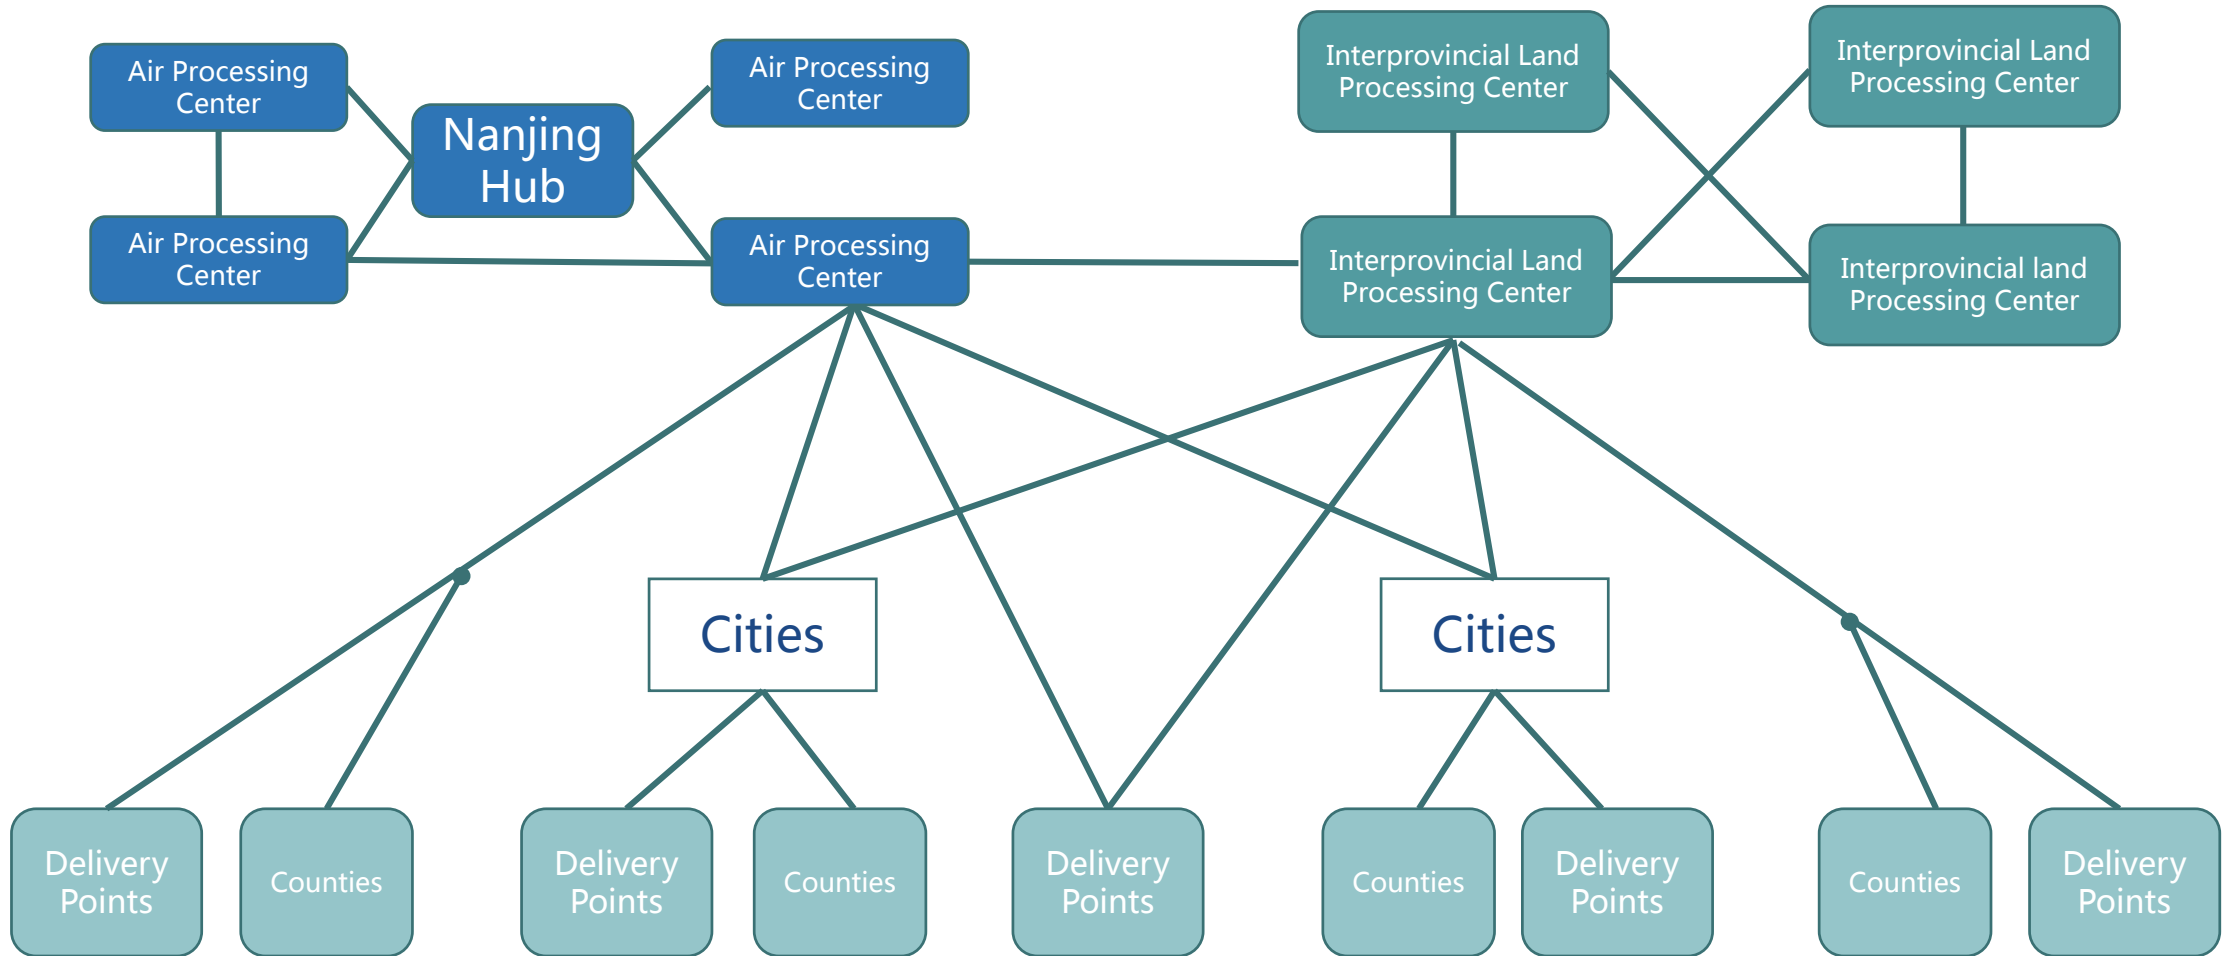 Air Processing
Center
Air Processing
Center
Interprovincial Land
Processing Center
Interprovincial Land
Processing Center
Nanjing
Hub
Air Processing
Center
Air Processing
Center
Interprovincial Land
Processing Center
Interprovincial land
Processing Center
Cities
Cities
Delivery
Points
Counties
Delivery
Points
Counties
Delivery
Points
Counties
Delivery
Points
Counties
Delivery
Points